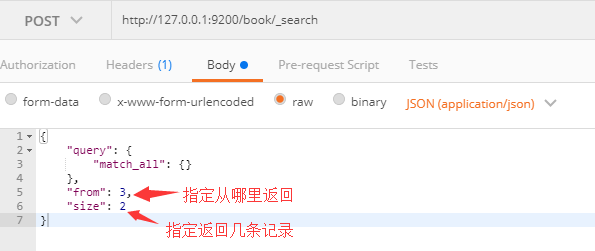 POST http://127.0.0.1:9200/book/_search
Authorization Headers (1) Body Pre-request Script Tests
form-data x-www-form-urlencoded raw binary JSON (application/json)
1 {
2 "query": {
3 "match_all": {}
4 },
5 "from": 3, 指定从哪里返回
6 "size": 2
7 }
指定返回几条记录